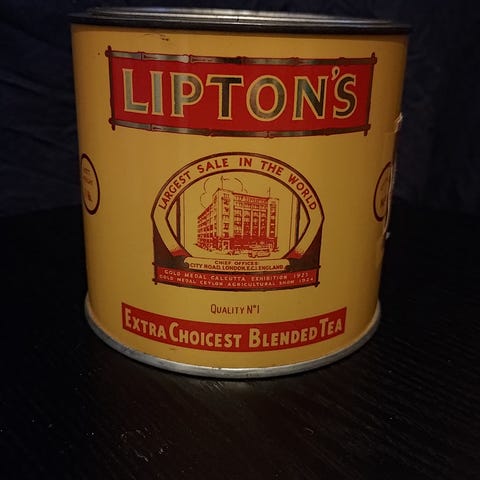 LIPTON'S
LARGEST SALE IN THE WORLD
CHIEF OFFICES:
CITY ROAD, LONDON, E.C.1. ENGLAND.
GOLD MEDAL CALCUTTA EXHIBITION 1923
GOLD MEDAL CEYLON AGRICULTURAL SHOW 1924
QUALITY Nº1
EXTRA CHOICEST BLENDED TEA